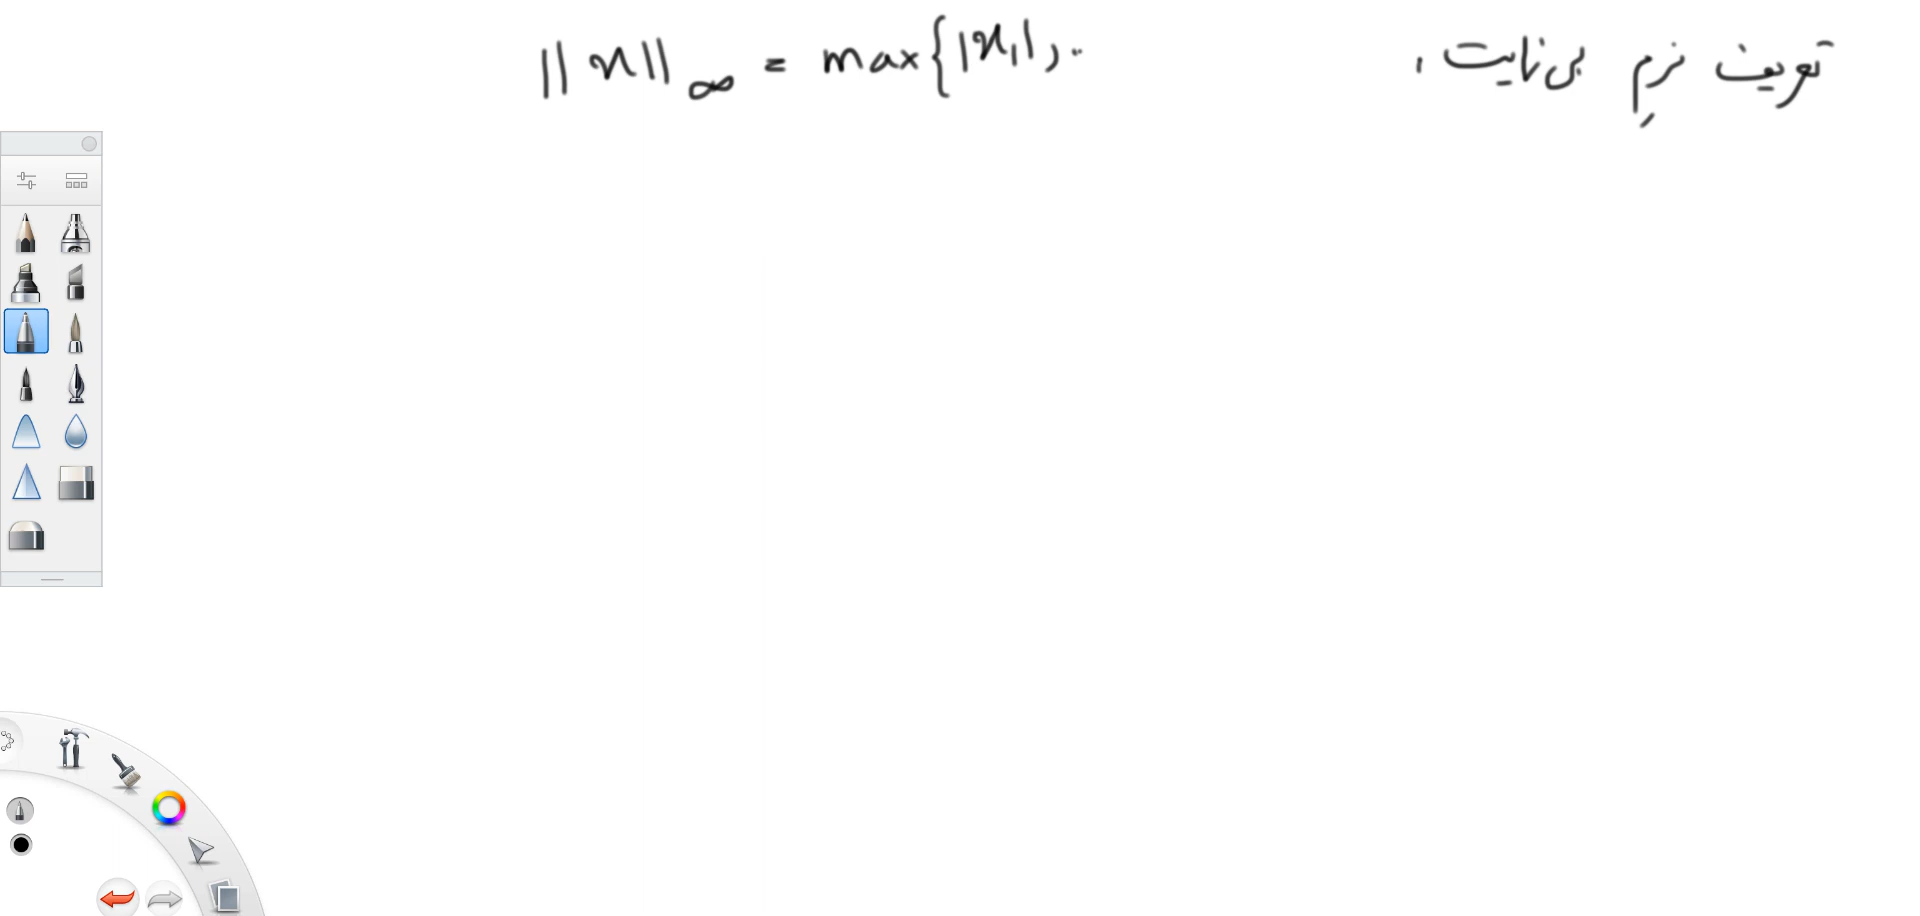 تعریف نرمِ بی‌نهایت: ||x||∞ = max{|x₁|, ..